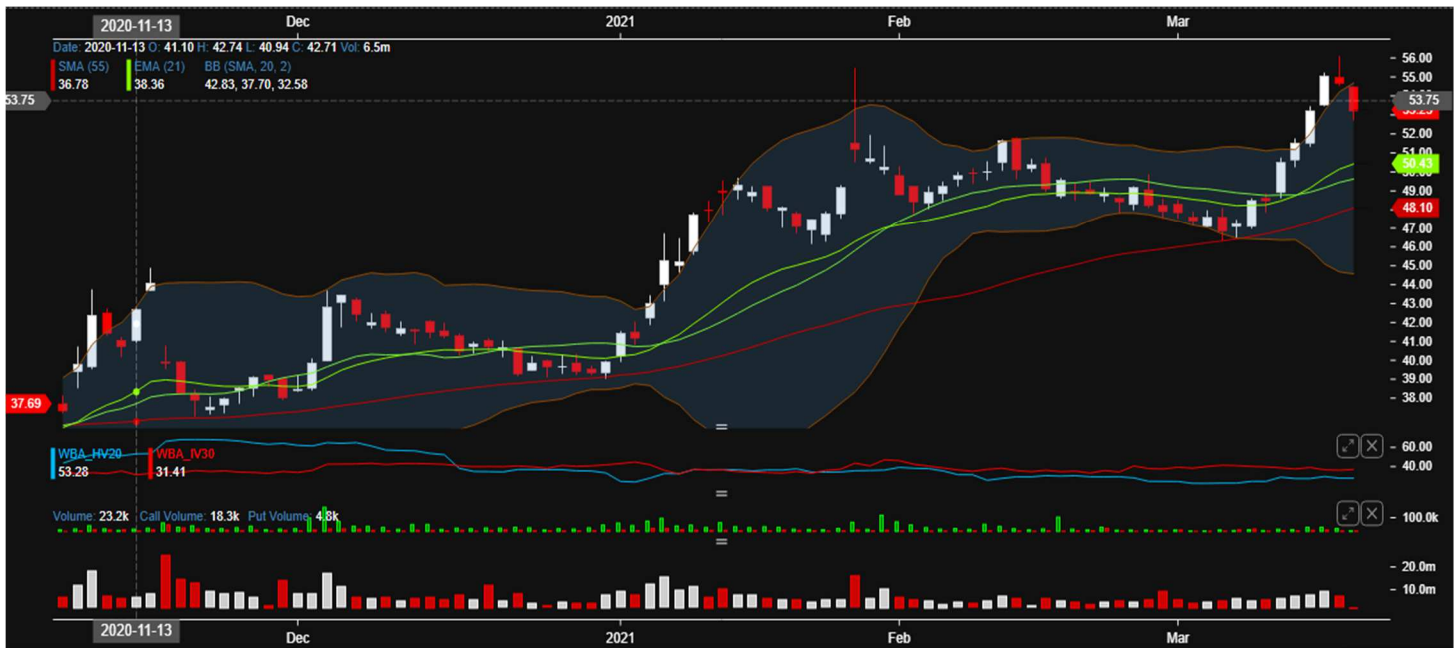 2020-11-13 Dec 2021 Feb Mar
Date: 2020-11-13 O: 41.10 H: 42.74 L: 40.94 C: 42.71 Vol: 6.5m
SMA (55) EMA (21) BB (SMA, 20, 2)
36.78 38.36 42.83, 37.70, 32.58
56.00
55.00
53.75 53.75
52.00
51.00
50.43
49.00
48.10
47.00
46.00
45.00
44.00
43.00
42.00
41.00
40.00
39.00
38.00
37.69
WBA_HV20 WBA_IV30 60.00
53.28 31.41 40.00
Volume: 23.2k Call Volume: 18.3k Put Volume: 4.8k 100.0k
20.0m
10.0m
2020-11-13 Dec 2021 Feb Mar